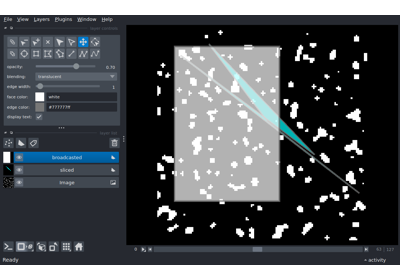 File View Layers Plugins Window Help
opacity: 0.70
blending: translucent
edge width: 1
face color: white
edge color: #777777ff
display text: ✓
broadcasted
sliced
image
Ready
activity